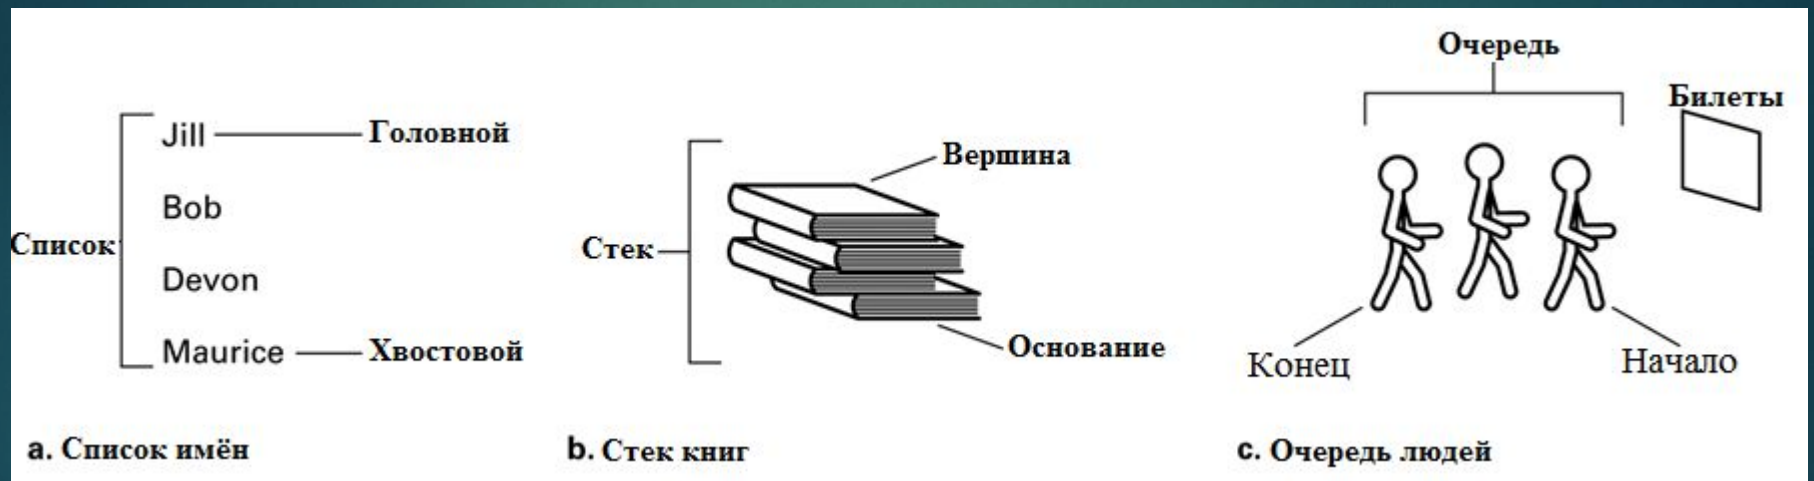 Список
Jill
Головной
Bob
Devon
Maurice
Хвостовой
a. Список имён
Стек
Вершина
Основание
b. Стек книг
Очередь
Билеты
Конец
Начало
c. Очередь людей